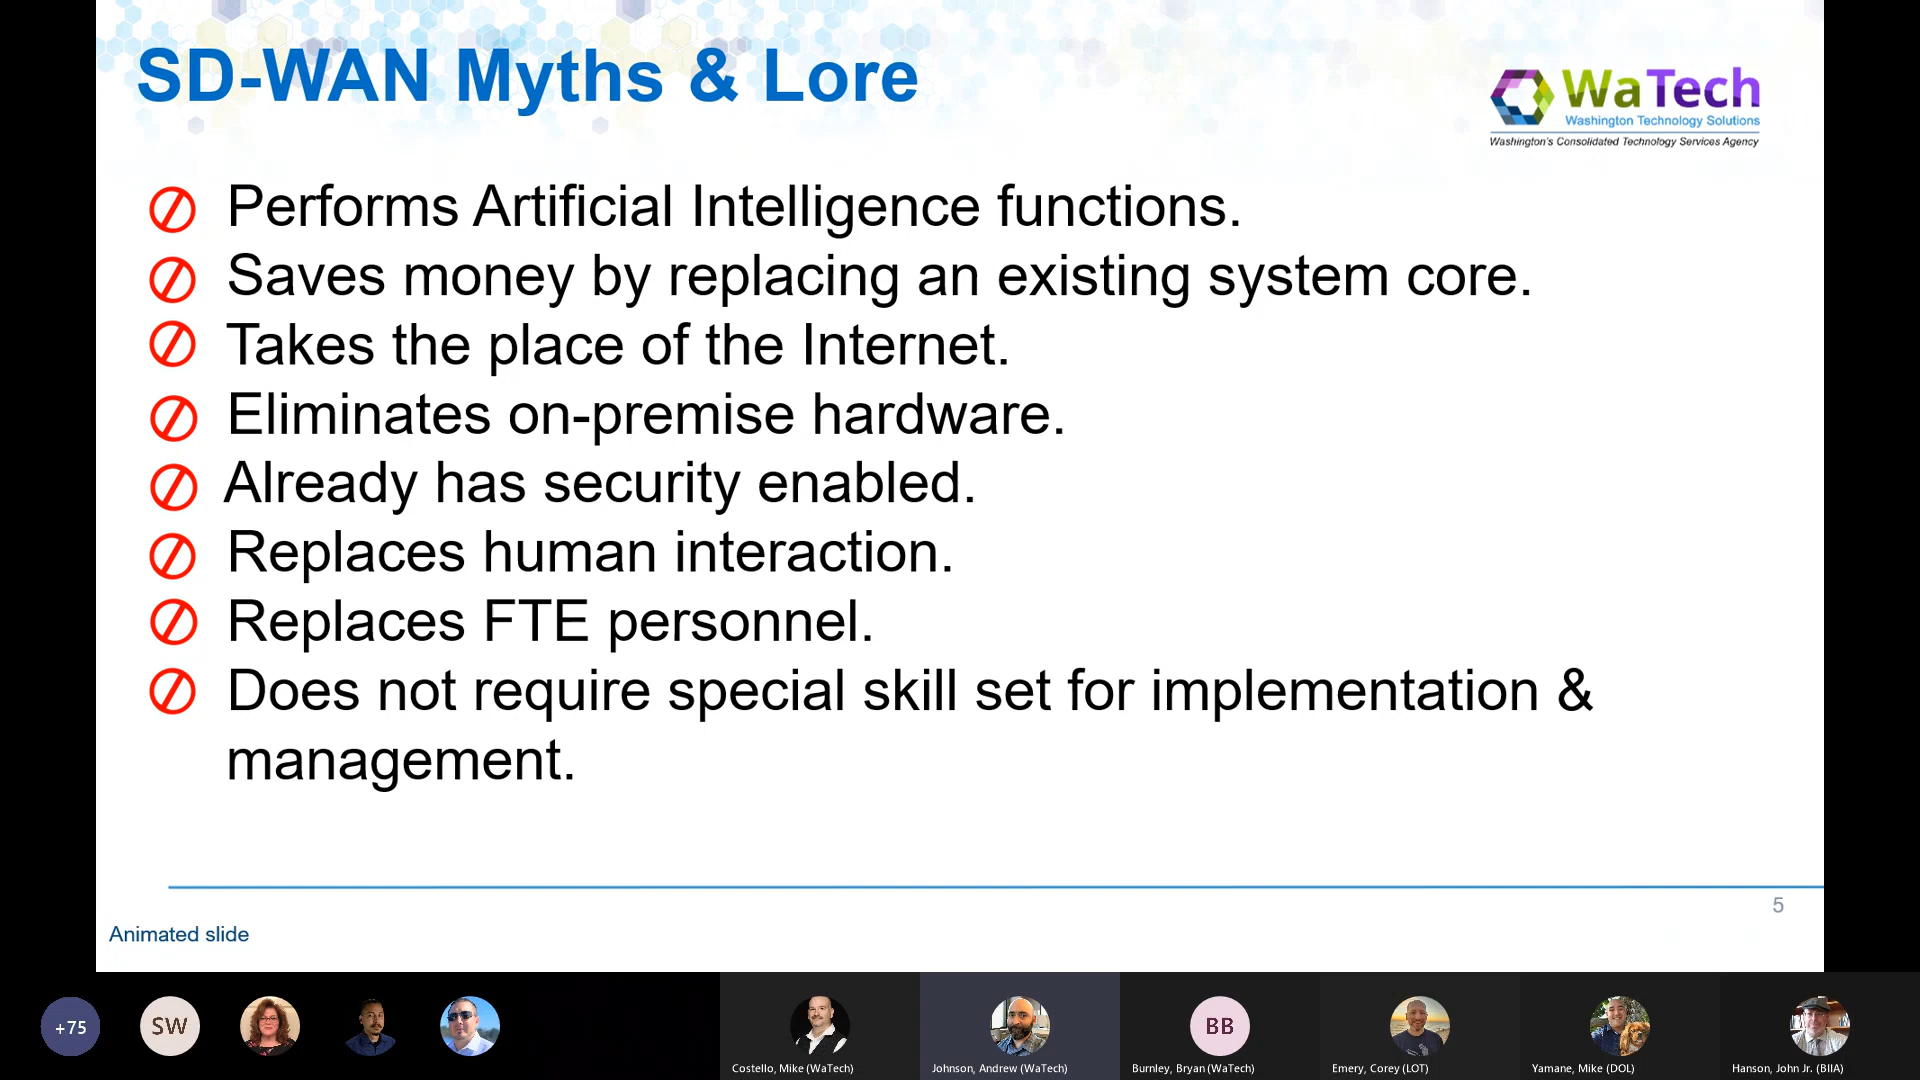 SD-WAN Myths & Lore
WaTech
Washington Technology Solutions
Washington's Consolidated Technology Services Agency
Performs Artificial Intelligence functions.
Saves money by replacing an existing system core.
Takes the place of the Internet.
Eliminates on-premise hardware.
Already has security enabled.
Replaces human interaction.
Replaces FTE personnel.
Does not require special skill set for implementation &
management.
5
Animated slide
+75
SW
BB
Costello, Mike (WaTech)
Johnson, Andrew (WaTech)
Burnley, Bryan (WaTech)
Emery, Corey (LOT)
Yamane, Mike (DOL)
Hanson, John Jr. (BIIA)